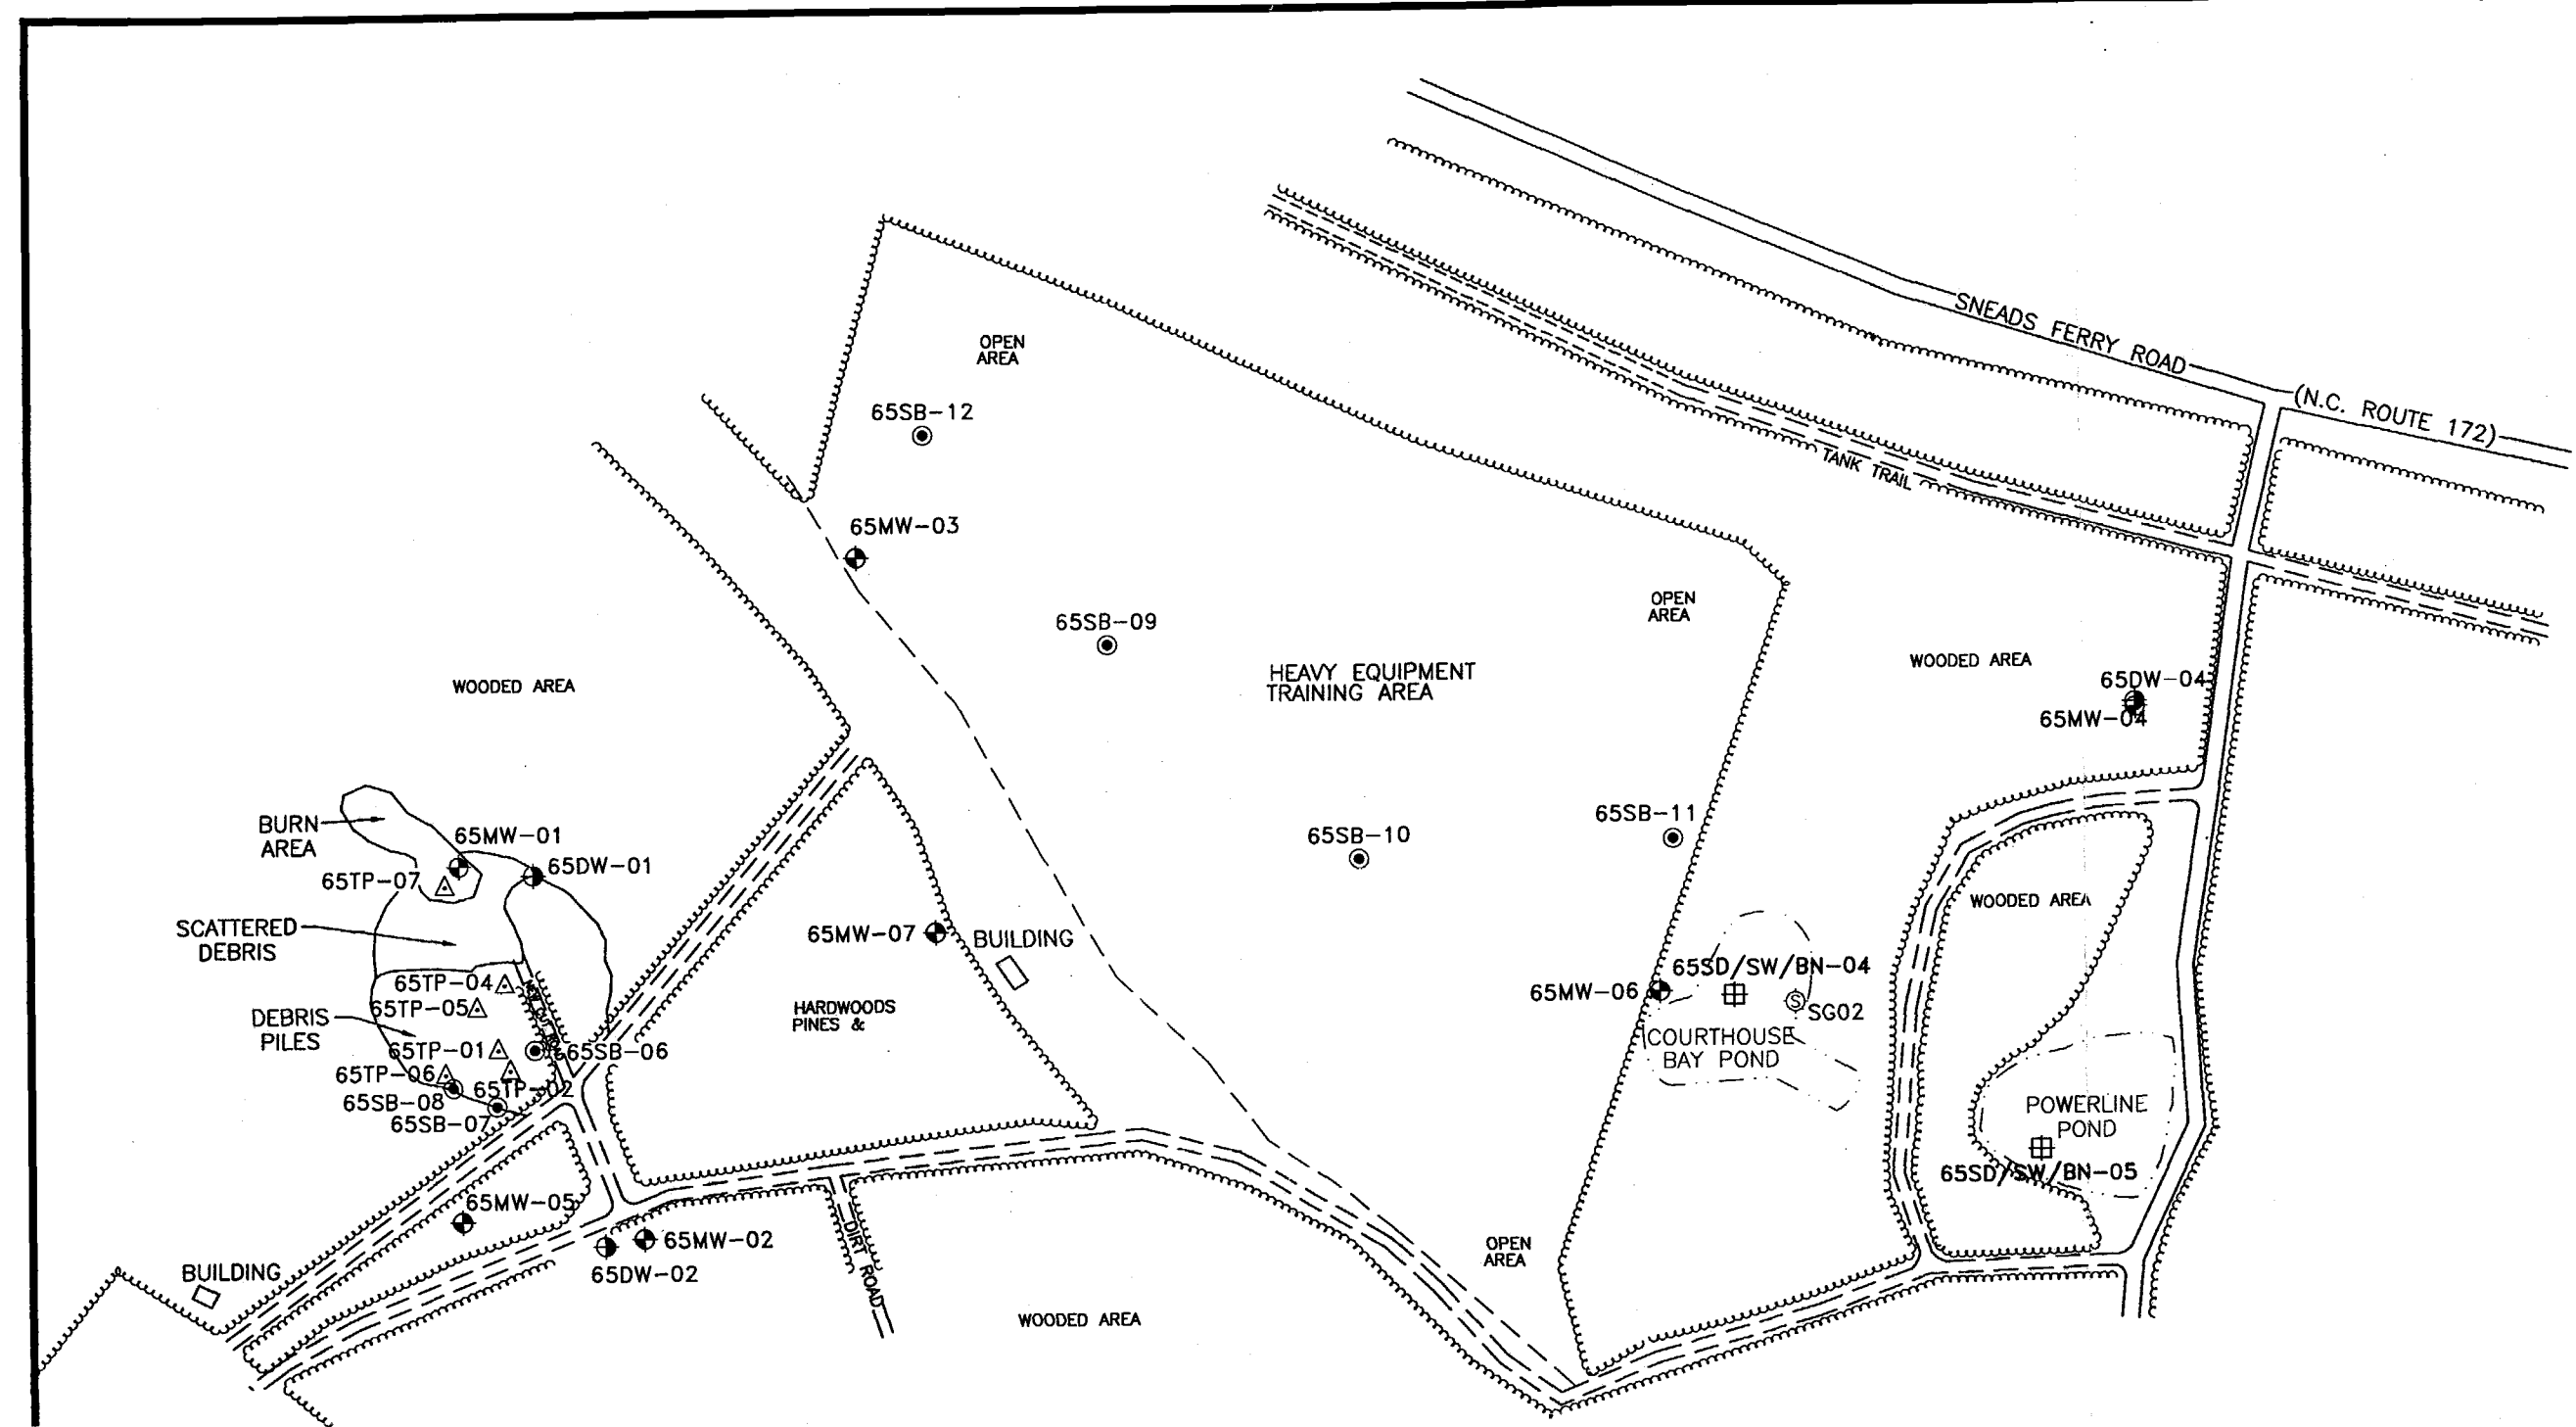 SNEADS FERRY ROAD
(N.C. ROUTE 172)
OPEN
AREA
65SB-12
TANK TRAIL
65MW-03
OPEN
AREA
65SB-09
HEAVY EQUIPMENT
TRAINING AREA
WOODED AREA
WOODED AREA
65DW-04
65MW-04
BURN
AREA
65MW-01
65DW-01
65TP-07
65SB-10
65SB-11
WOODED AREA
SCATTERED
DEBRIS
65MW-07
BUILDING
65SD/SW/BN-04
65MW-06
SG02
65TP-04
65TP-05
HARDWOODS
PINES &
DEBRIS
PILES
COURTHOUSE
BAY POND
65TP-01
65SB-06
65TP-06
65TP-02
65SB-08
65SB-07
POWERLINE
POND
65SD/SW/BN-05
65MW-05
65MW-02
65DW-02
DIRT ROAD
BUILDING
OPEN
AREA
WOODED AREA